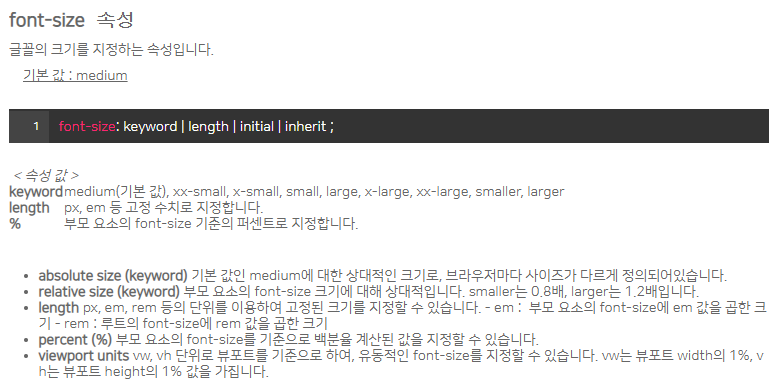 font-size 속성
글꼴의 크기를 지정하는 속성입니다.
기본 값 : medium
1 font-size: keyword | length | initial | inherit ;
< 속성 값 >
keyword medium(기본 값), xx-small, x-small, small, large, x-large, xx-large, smaller, larger
length px, em 등 고정 수치로 지정합니다.
% 부모 요소의 font-size 기준의 퍼센트로 지정합니다.
• absolute size (keyword) 기본 값인 medium에 대한 상대적인 크기로, 브라우저마다 사이즈가 다르게 정의되어있습니다.
• relative size (keyword) 부모 요소의 font-size 크기에 대해 상대적입니다. smaller는 0.8배, larger는 1.2배입니다.
• length px, em, rem 등의 단위를 이용하여 고정된 크기를 지정할 수 있습니다. - em : 부모 요소의 font-size에 em 값을 곱한 크
기 - rem : 루트의 font-size에 rem 값을 곱한 크기
• percent (%) 부모 요소의 font-size를 기준으로 백분율 계산된 값을 지정할 수 있습니다.
• viewport units vw, vh 단위로 뷰포트를 기준으로 하여, 유동적인 font-size를 지정할 수 있습니다. vw는 뷰포트 width의 1%, v
h는 뷰포트 height의 1% 값을 가집니다.